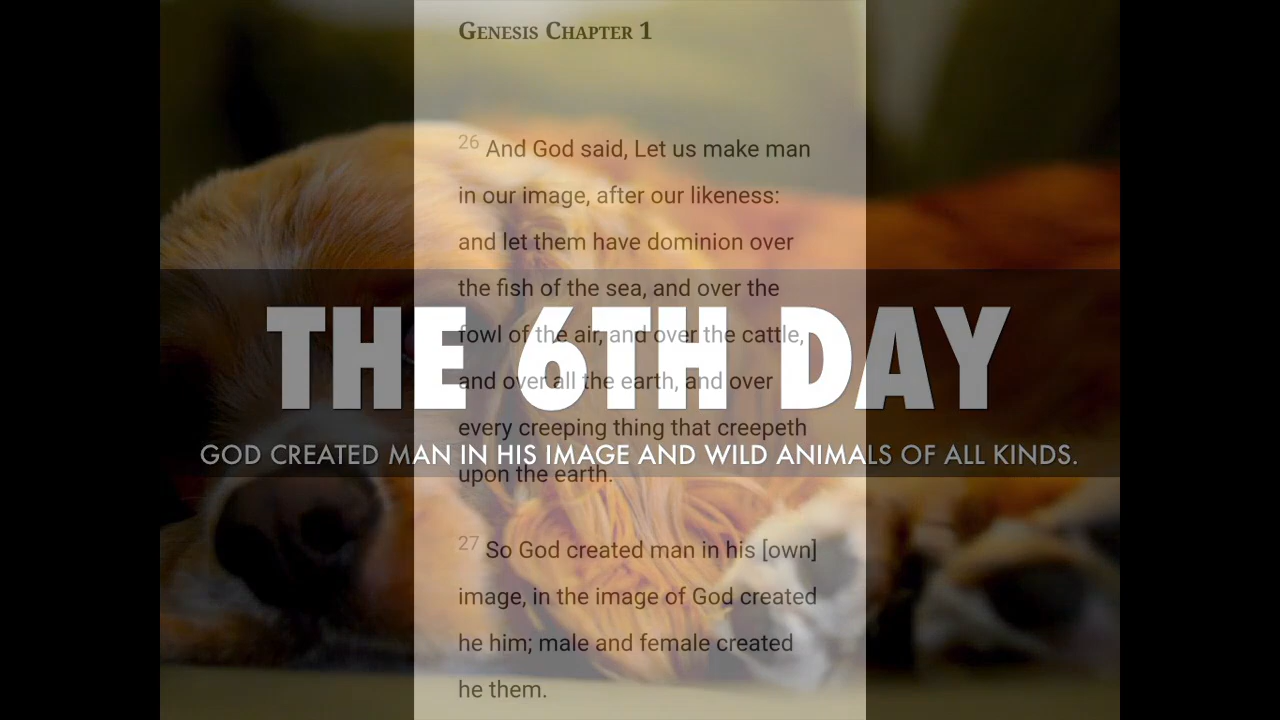 GENESIS CHAPTER 1
26 And God said, Let us make man
in our image, after our likeness:
and let them have dominion over
the fish of the sea, and over the
fowl of the air, and over the cattle,
and over all the earth, and over
every creeping thing that creepeth
upon the earth.
THE 6TH DAY
GOD CREATED MAN IN HIS IMAGE AND WILD ANIMALS OF ALL KINDS.
27 So God created man in his [own]
image, in the image of God created
he him; male and female created
he them.